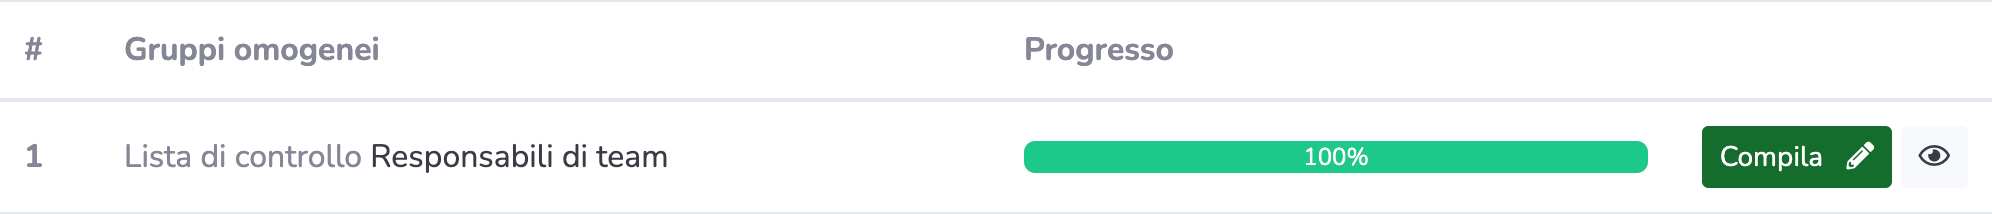 # Gruppi omogenei Progresso
1 Lista di controllo Responsabili di team 100% Compila